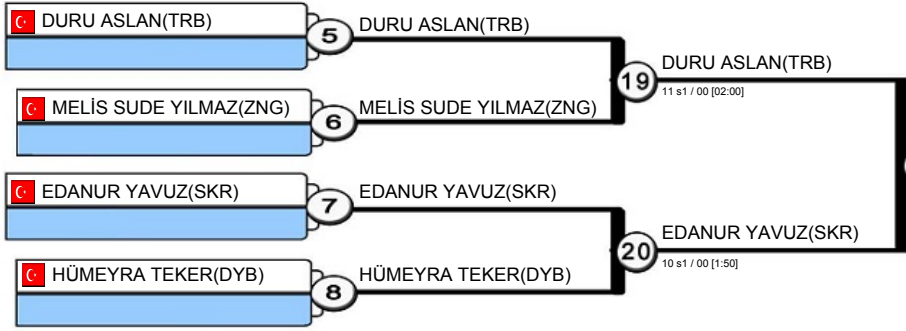 DURU ASLAN(TRB)
5
DURU ASLAN(TRB)
MELİS SUDE YILMAZ(ZNG)
6
MELİS SUDE YILMAZ(ZNG)
19
DURU ASLAN(TRB)
11 s1 / 00 [02:00]
EDANUR YAVUZ(SKR)
7
EDANUR YAVUZ(SKR)
HÜMEYRA TEKER(DYB)
8
HÜMEYRA TEKER(DYB)
20
EDANUR YAVUZ(SKR)
10 s1 / 00 [1:50]